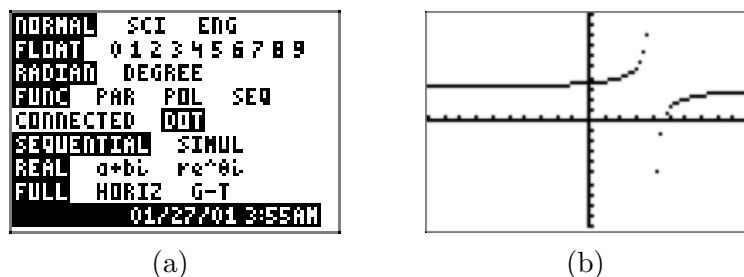 NORMAL SCI ENG
FLOAT 0 1 2 3 4 5 6 7 8 9
RADIAN DEGREE
FUNC PAR POL SEQ
CONNECTED DOT
SEQUENTIAL SIMUL
REAL a+bi re^θi
FULL HORIZ G-T
01/27/01 3:55AM
(a) (b)